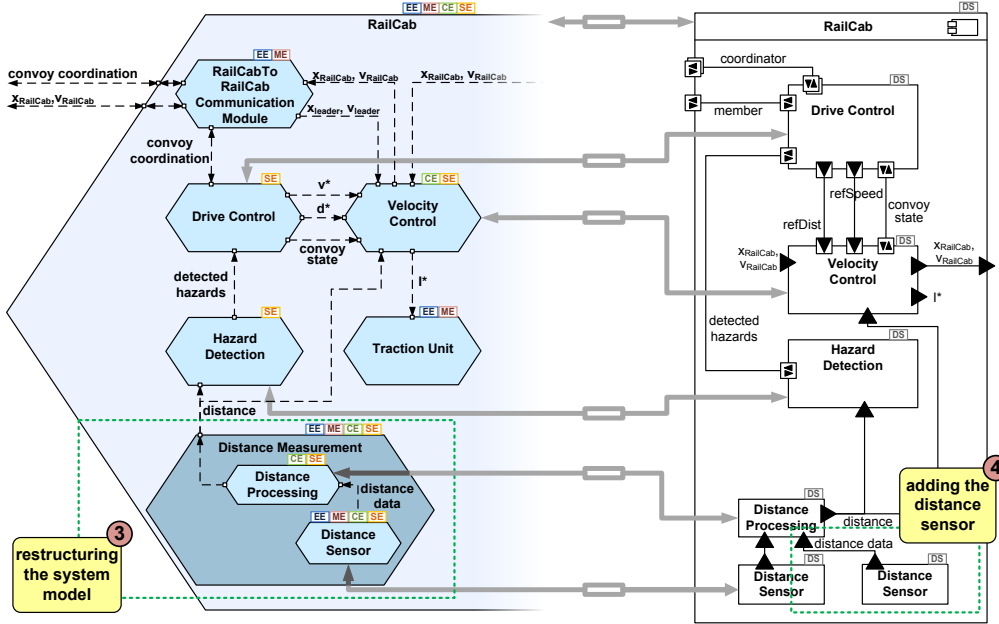 EE ME CE SE
RailCab
EE ME
RailCabTo
RailCab
Communication
Module
convoy coordination
xRailCab,vRailCab
xRailCab, vRailCab
xRailCab, vRailCab
xleader, vleader
convoy
coordination
SE
Drive Control
v*
d*
convoy
state
CE SE
Velocity
Control
detected
hazards
I*
SE
Hazard
Detection
EE ME
Traction Unit
distance
EE ME CE SE
Distance Measurement
CE SE
Distance
Processing
distance
data
EE ME CE SE
Distance
Sensor
3
restructuring
the system
model
DS
RailCab
coordinator
member
DS
Drive Control
refSpeed
refDist
convoy
state
DS
xRailCab,
vRailCab
Velocity
Control
xRailCab,
vRailCab
I*
detected
hazards
DS
Hazard
Detection
4
adding the
distance
sensor
DS
Distance
Processing
distance
distance data
DS
Distance
Sensor
DS
Distance
Sensor